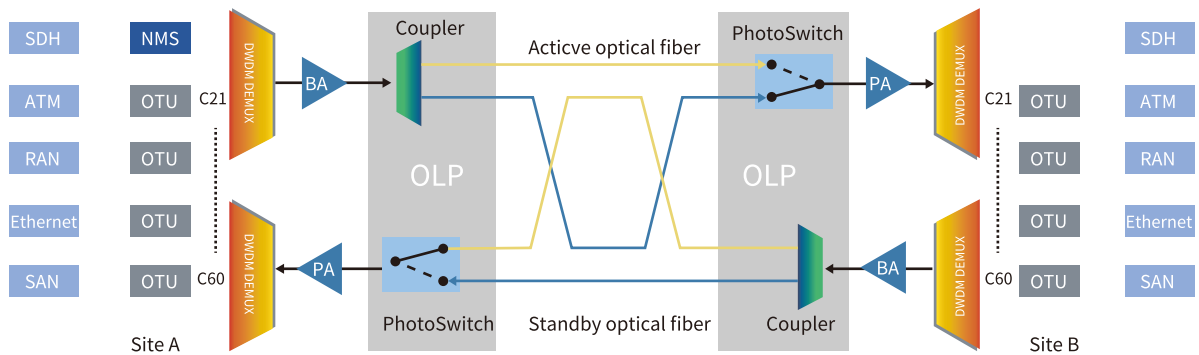 SDH
ATM
RAN
Ethernet
SAN
NMS
OTU
OTU
OTU
OTU
Site A
C21
C60
DWDM DEMUX
DWDM DEMUX
BA
PA
Coupler
OLP
PhotoSwitch
Acticve optical fiber
Standby optical fiber
PhotoSwitch
OLP
Coupler
PA
BA
DWDM DEMUX
DWDM DEMUX
C21
C60
OTU
OTU
OTU
OTU
Site B
SDH
ATM
RAN
Ethernet
SAN